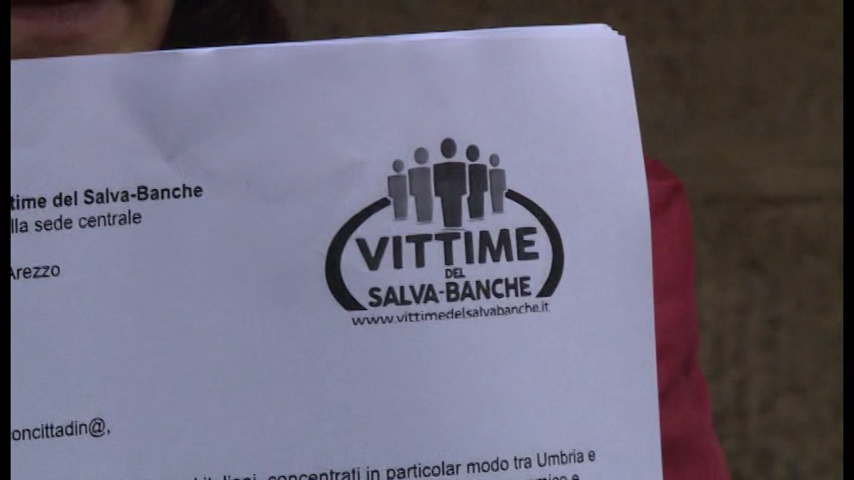 time del Salva-Banche
lla sede centrale
Arezzo
VITTIME
DEL
SALVA-BANCHE
www.vittimedelsalvabanche.it
oncittadin@,
concentrati in particolar modo tra Umbria e